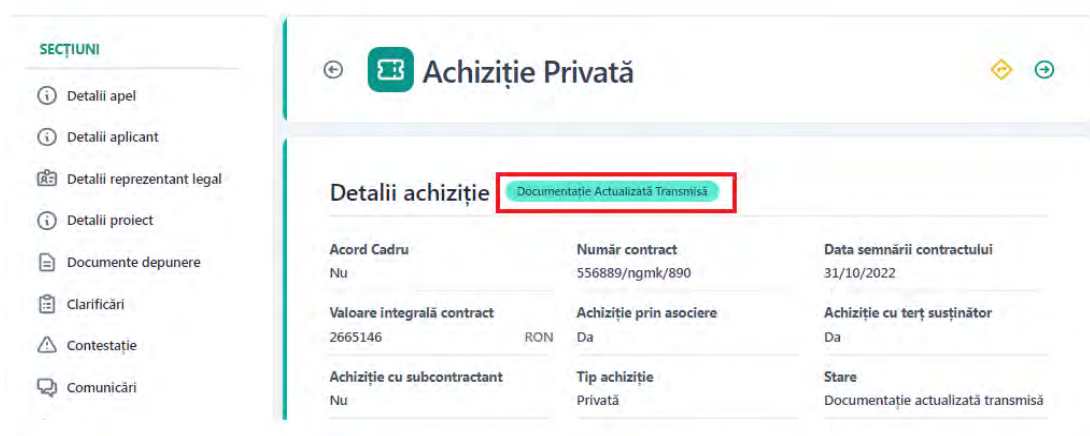 SECȚIUNI
Detalii apel
Detalii aplicant
Detalii reprezentant legal
Detalii proiect
Documente depunere
Clarificări
Contestație
Comunicări
Achiziție Privată
Detalii achiziție Documentație Actualizată Transmisă
Acord Cadru Număr contract Data semnării contractului
Nu 556889/ngmk/890 31/10/2022
Valoare integrală contract Achiziție prin asociere Achiziție cu terț susținător
2665146 RON Da Da
Achiziție cu subcontractant Tip achiziție Stare
Nu Privată Documentație actualizată transmisă